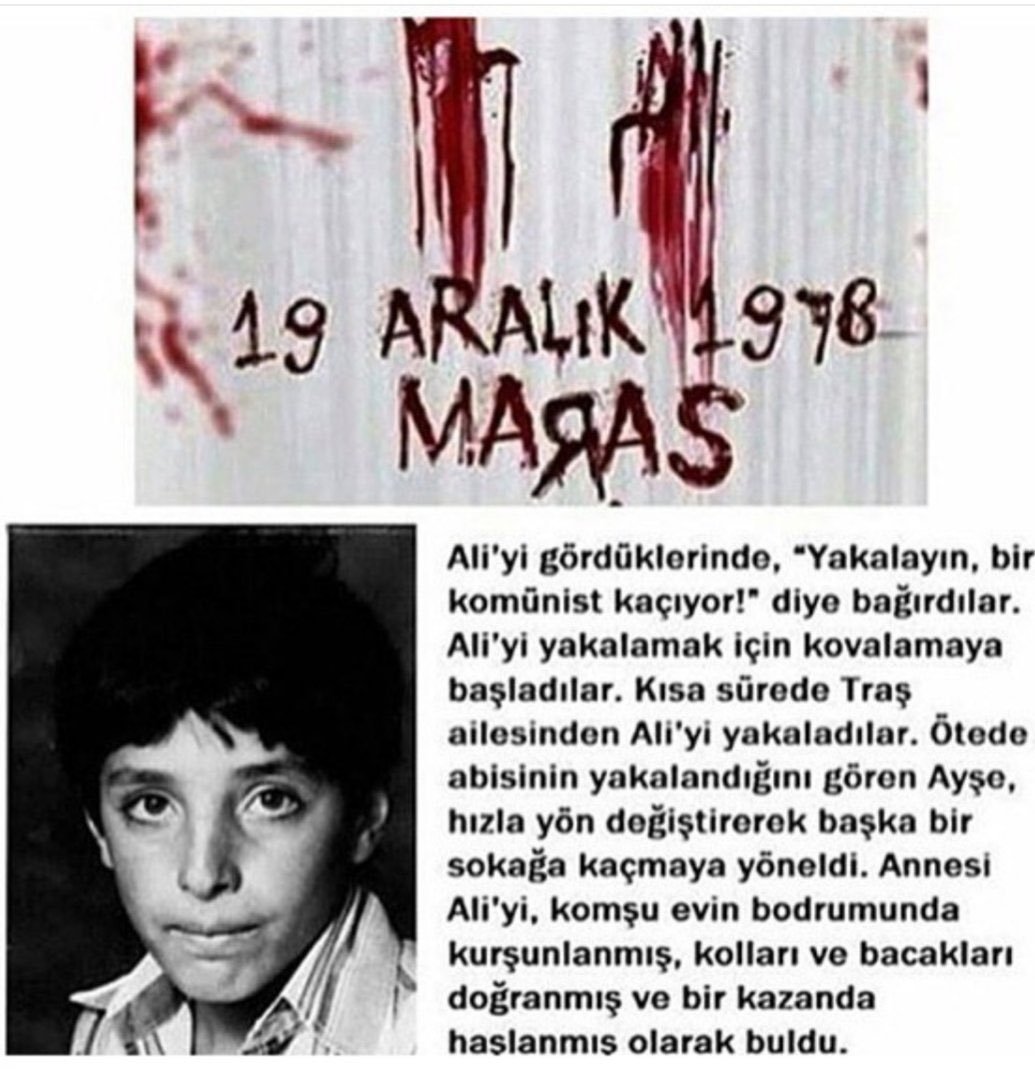 19 ARALıK 1978
MARAS
Ali'yi gördüklerinde, "Yakalayın, bir
komünist kaçıyor!" diye bağırdılar.
Ali'yi yakalamak için kovalamaya
başladılar. Kısa sürede Traş
ailesinden Ali'yi yakaladılar. Ötede
abisinin yakalandığını gören Ayşe,
hızla yön değiştirerek başka bir
sokağa kaçmaya yöneldi. Annesi
Ali'yi, komşu evin bodrumunda
kurşunlanmış, kolları ve bacakları
doğranmış ve bir kazanda
haşlanmış olarak buldu.